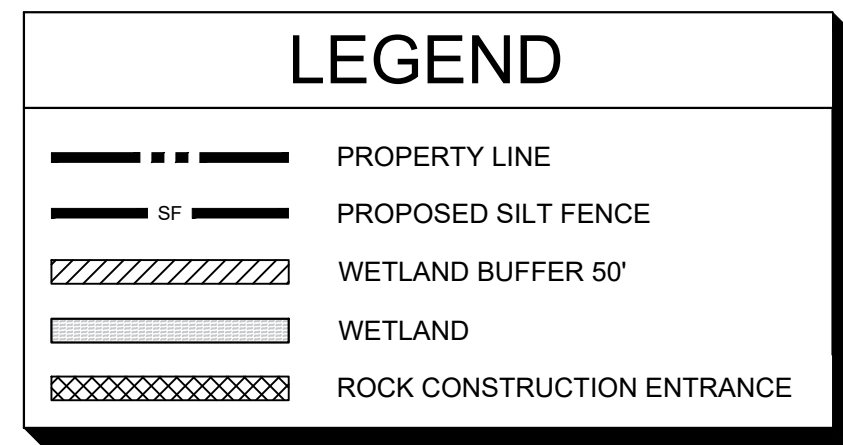 LEGEND
PROPERTY LINE
SF PROPOSED SILT FENCE
WETLAND BUFFER 50'
WETLAND
ROCK CONSTRUCTION ENTRANCE